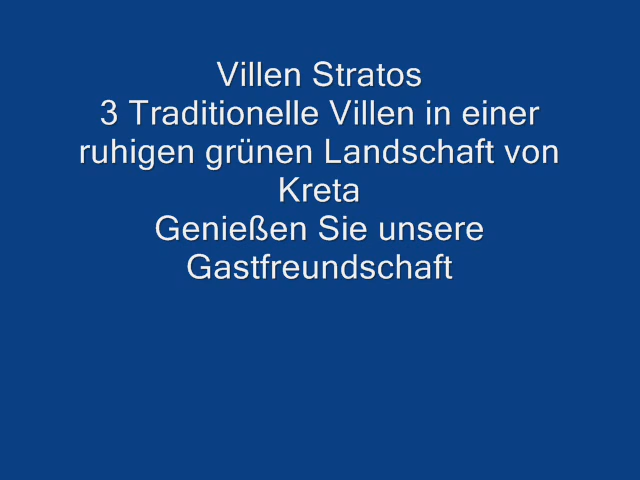 Villen Stratos
3 Traditionelle Villen in einer
ruhigen grünen Landschaft von
Kreta
Genießen Sie unsere
Gastfreundschaft